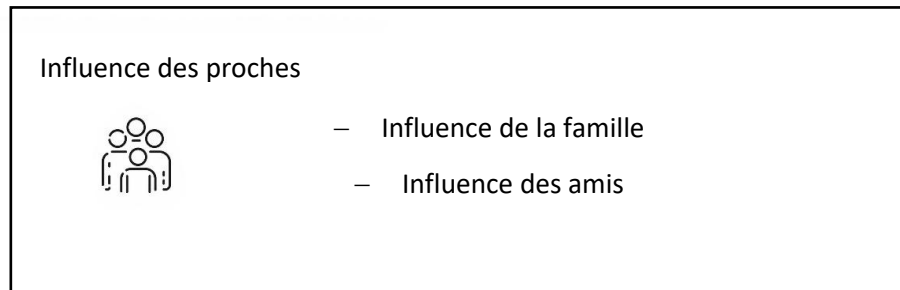 Influence des proches
– Influence de la famille
– Influence des amis